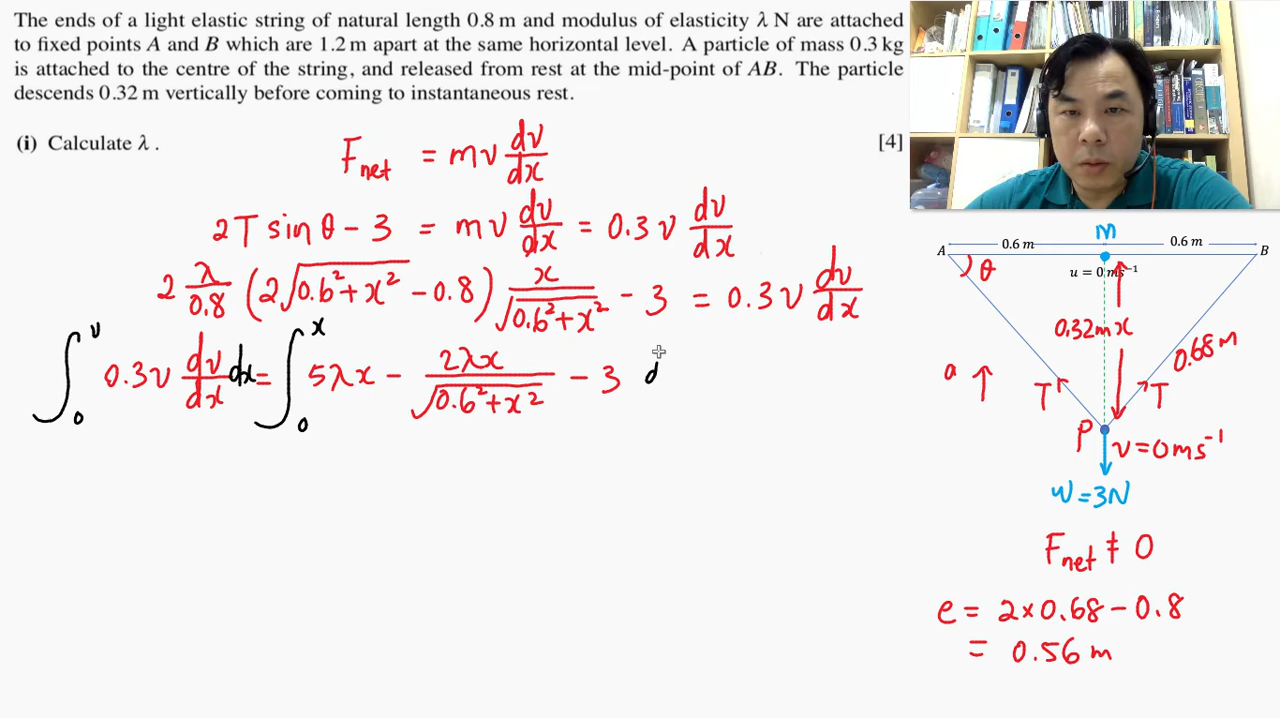 The ends of a light elastic string of natural length 0.8 m and modulus of elasticity λ N are attached
to fixed points A and B which are 1.2 m apart at the same horizontal level. A particle of mass 0.3 kg
is attached to the centre of the string, and released from rest at the mid-point of AB. The particle
descends 0.32 m vertically before coming to instantaneous rest.
(i) Calculate λ . [4]
F_net = mv dv/dx
2T sin θ − 3 = mv dv/dx = 0.3v dv/dx
2 λ/0.8 (2√(0.6²+x²) − 0.8) x/√(0.6²+x²) − 3 = 0.3v dv/dx
∫₀^v 0.3v dv/dx dx = ∫₀^x 5λx − 2λx/√(0.6²+x²) − 3 d
M
A 0.6 m 0.6 m B
θ u = 0 ms⁻¹
0.32m x
0.68m
a T T
P v=0ms⁻¹
W=3N
F_net ≠ 0
e = 2×0.68−0.8
= 0.56 m